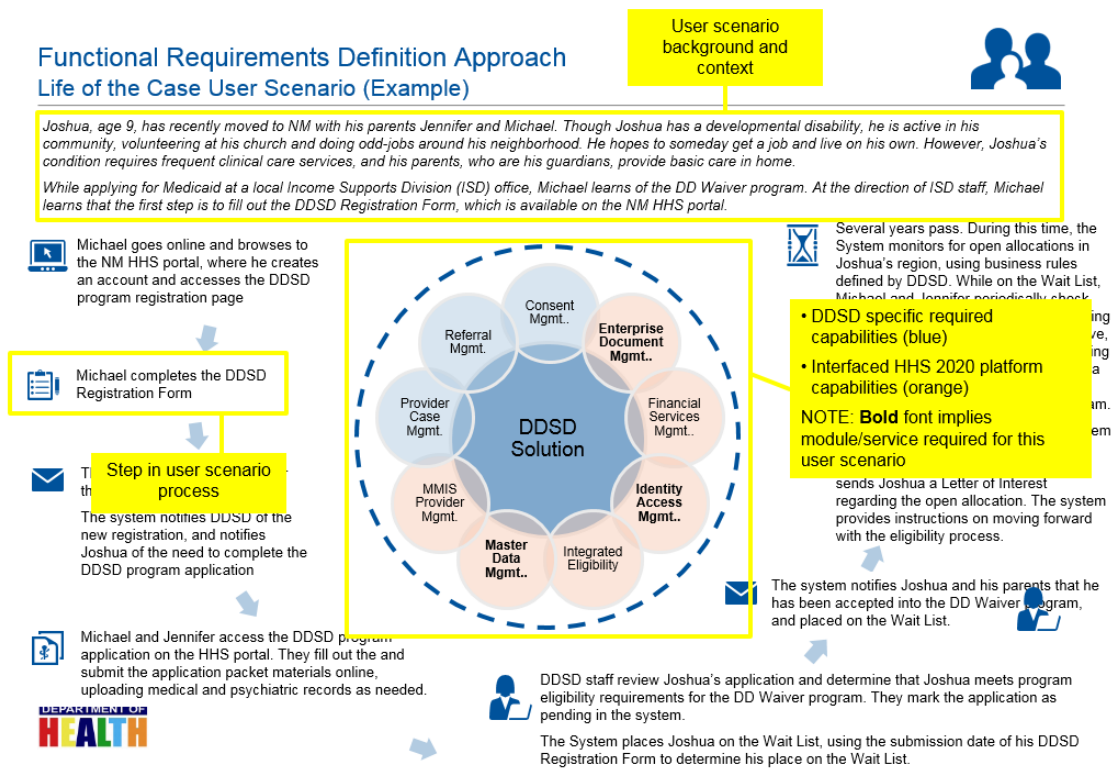 User scenario
background and
context
Functional Requirements Definition Approach
Life of the Case User Scenario (Example)
Joshua, age 9, has recently moved to NM with his parents Jennifer and Michael. Though Joshua has a developmental disability, he is active in his
community, volunteering at his church and doing odd-jobs around his neighborhood. He hopes to someday get a job and live on his own. However, Joshua's
condition requires frequent clinical care services, and his parents, who are his guardians, provide basic care in home.
While applying for Medicaid at a local Income Supports Division (ISD) office, Michael learns of the DD Waiver program. At the direction of ISD staff, Michael
learns that the first step is to fill out the DDSD Registration Form, which is available on the NM HHS portal.
Michael goes online and browses to
the NM HHS portal, where he creates
an account and accesses the DDSD
program registration page
Michael completes the DDSD
Registration Form
Step in user scenario
process
The system notifies DDSD of the
new registration, and notifies
Joshua of the need to complete the
DDSD program application
Michael and Jennifer access the DDSD program
application on the HHS portal. They fill out the and
submit the application packet materials online,
uploading medical and psychiatric records as needed.
DEPARTMENT OF
HEALTH
Consent
Mgmt..
Enterprise
Document
Mgmt..
Financial
Services
Mgmt..
Identity
Access
Mgmt..
Integrated
Eligibility
Master
Data
Mgmt..
MMIS
Provider
Mgmt.
Provider
Case
Mgmt.
Referral
Mgmt.
DDSD
Solution
DDSD staff review Joshua's application and determine that Joshua meets program
eligibility requirements for the DD Waiver program. They mark the application as
pending in the system.
The System places Joshua on the Wait List, using the submission date of his DDSD
Registration Form to determine his place on the Wait List.
The system notifies Joshua and his parents that he
has been accepted into the DD Waiver program,
and placed on the Wait List.
Several years pass. During this time, the
System monitors for open allocations in
Joshua's region, using business rules
defined by DDSD. While on the Wait List,
Michael and Jennifer periodically check
• DDSD specific required
capabilities (blue)
• Interfaced HHS 2020 platform
capabilities (orange)
NOTE: Bold font implies
module/service required for this
user scenario
sends Joshua a Letter of Interest
regarding the open allocation. The system
provides instructions on moving forward
with the eligibility process.